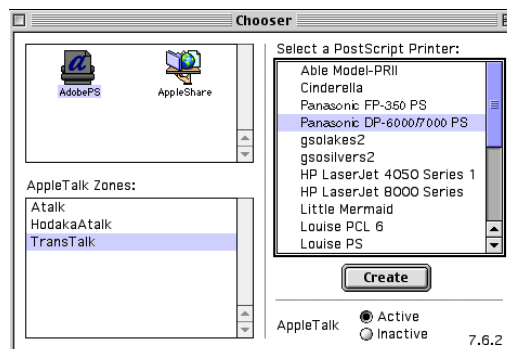 Chooser
Select a PostScript Printer:
AdobePS
AppleShare
Able Model-PRII
Cinderella
Panasonic FP-350 PS
Panasonic DP-6000/7000 PS
gsolakes2
gsosilvers2
HP LaserJet 4050 Series 1
HP LaserJet 8000 Series
Little Mermaid
Louise PCL 6
Louise PS
AppleTalk Zones:
Atalk
HodakaAtalk
TransTalk
Create
AppleTalk
Active
Inactive
7.6.2